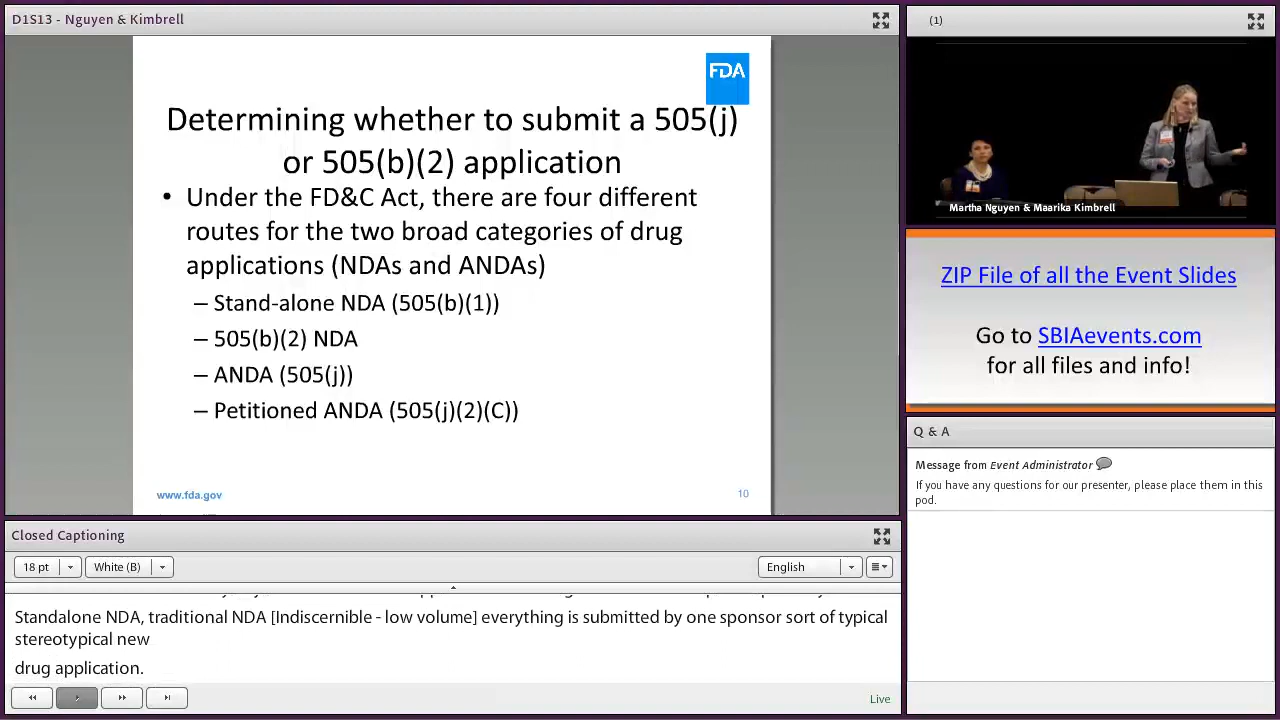 D1S13 - Nguyen & Kimbrell
FDA
Determining whether to submit a 505(j)
or 505(b)(2) application
• Under the FD&C Act, there are four different
routes for the two broad categories of drug
applications (NDAs and ANDAs)
– Stand-alone NDA (505(b)(1))
– 505(b)(2) NDA
– ANDA (505(j))
– Petitioned ANDA (505(j)(2)(C))
www.fda.gov
10
(1)
Martha Nguyen & Maarika Kimbrell
ZIP File of all the Event Slides
Go to SBIAevents.com
for all files and info!
Q & A
Message from Event Administrator
If you have any questions for our presenter, please place them in this
pod.
Closed Captioning
18 pt
White (B)
English
Standalone NDA, traditional NDA [Indiscernible - low volume] everything is submitted by one sponsor sort of typical
stereotypical new
drug application.
Live